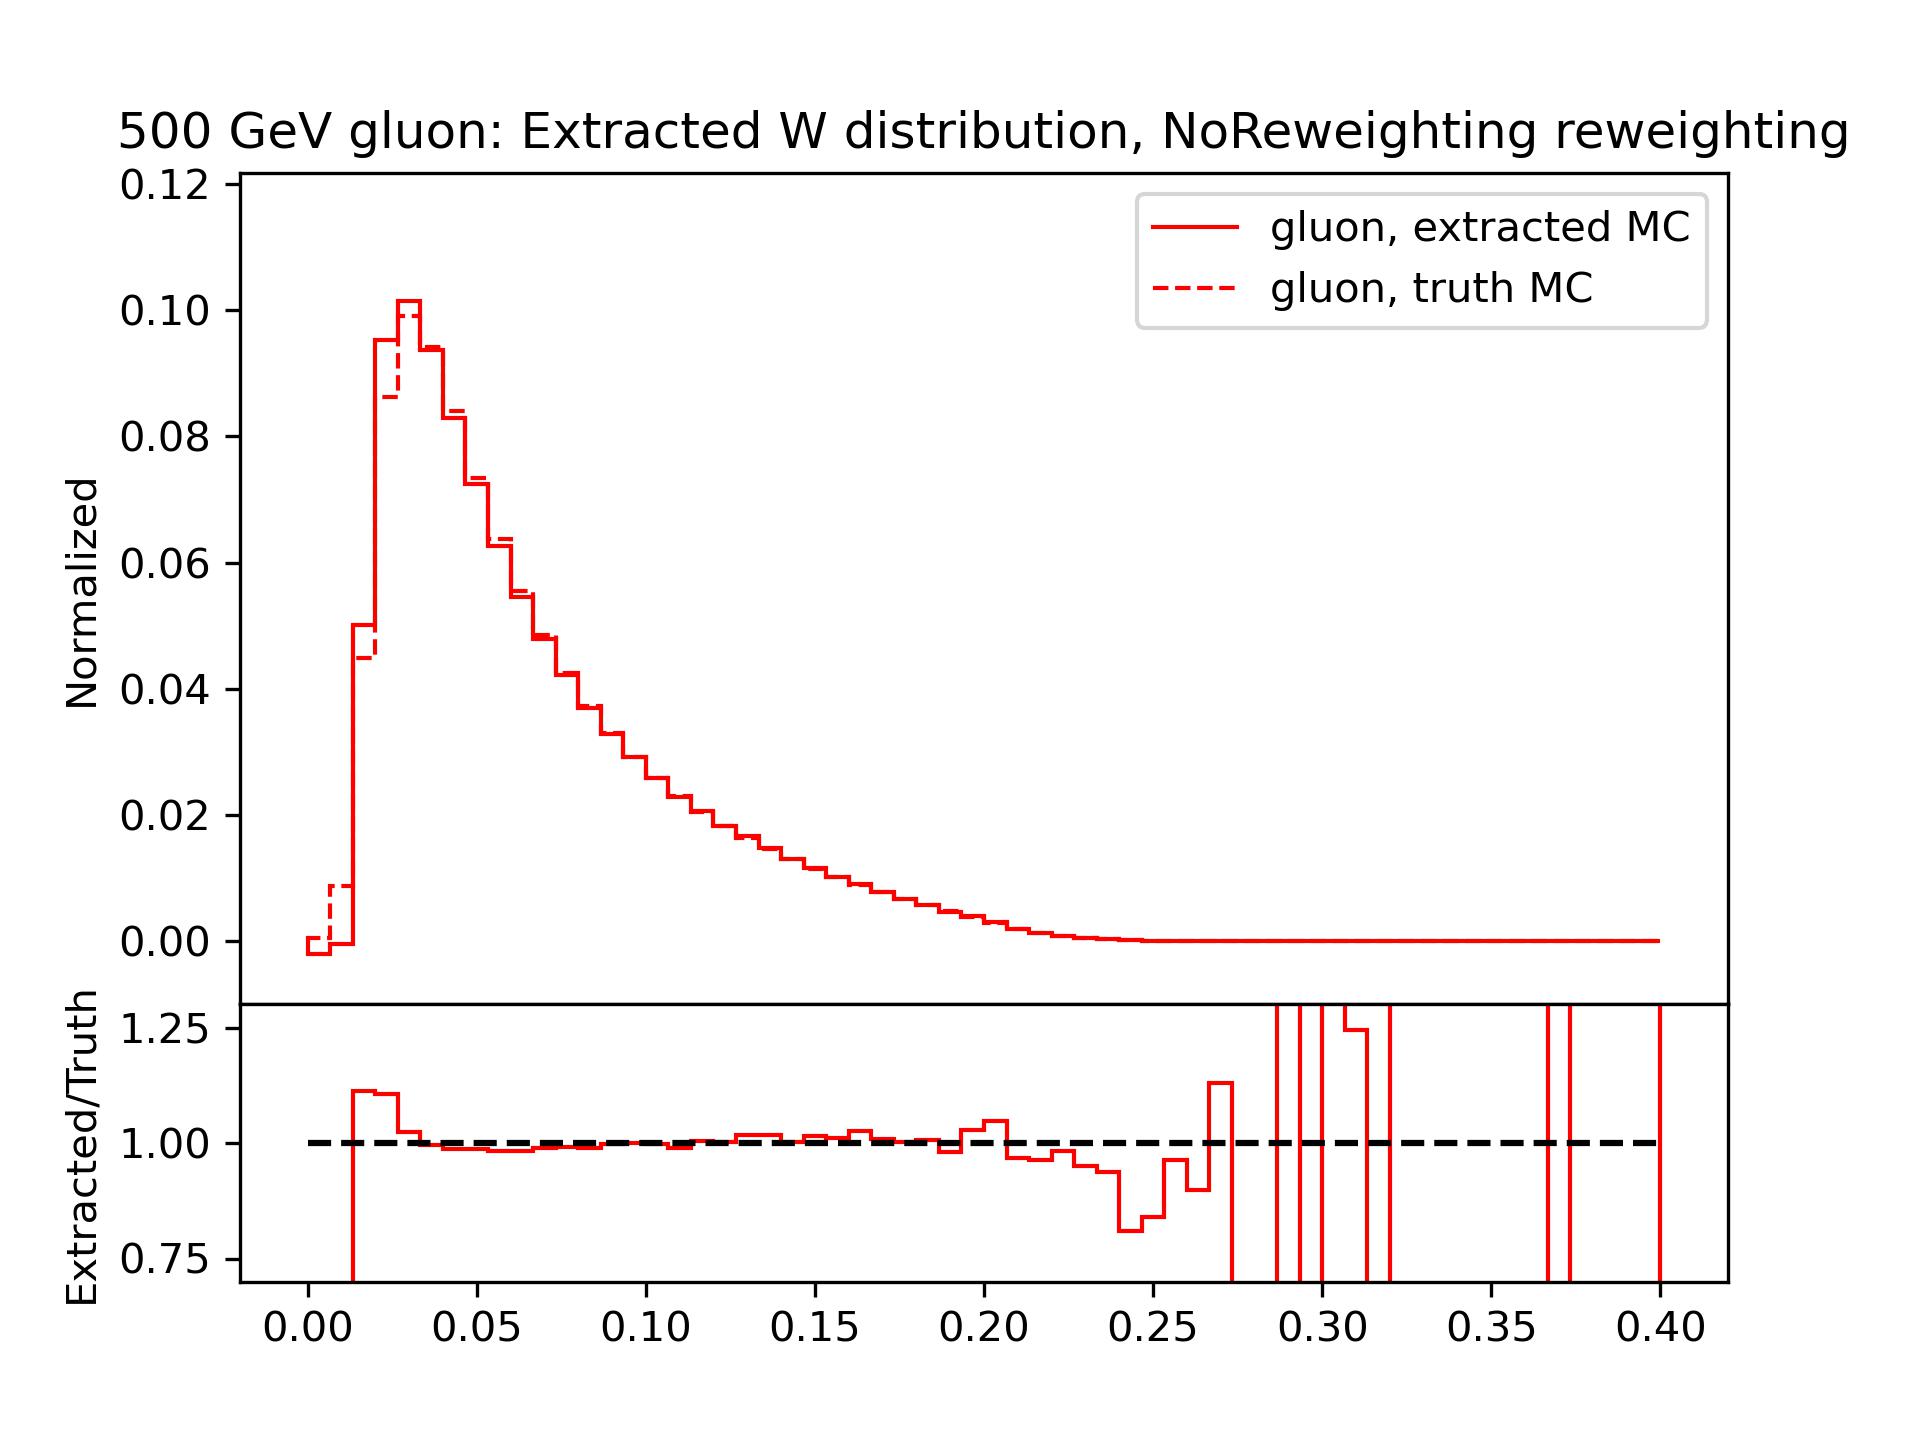 500 GeV gluon: Extracted W distribution, NoReweighting reweighting
0.12
0.10
0.08
0.06
0.04
0.02
0.00
Normalized
gluon, extracted MC
gluon, truth MC
1.25
1.00
0.75
Extracted/Truth
0.00 0.05 0.10 0.15 0.20 0.25 0.30 0.35 0.40